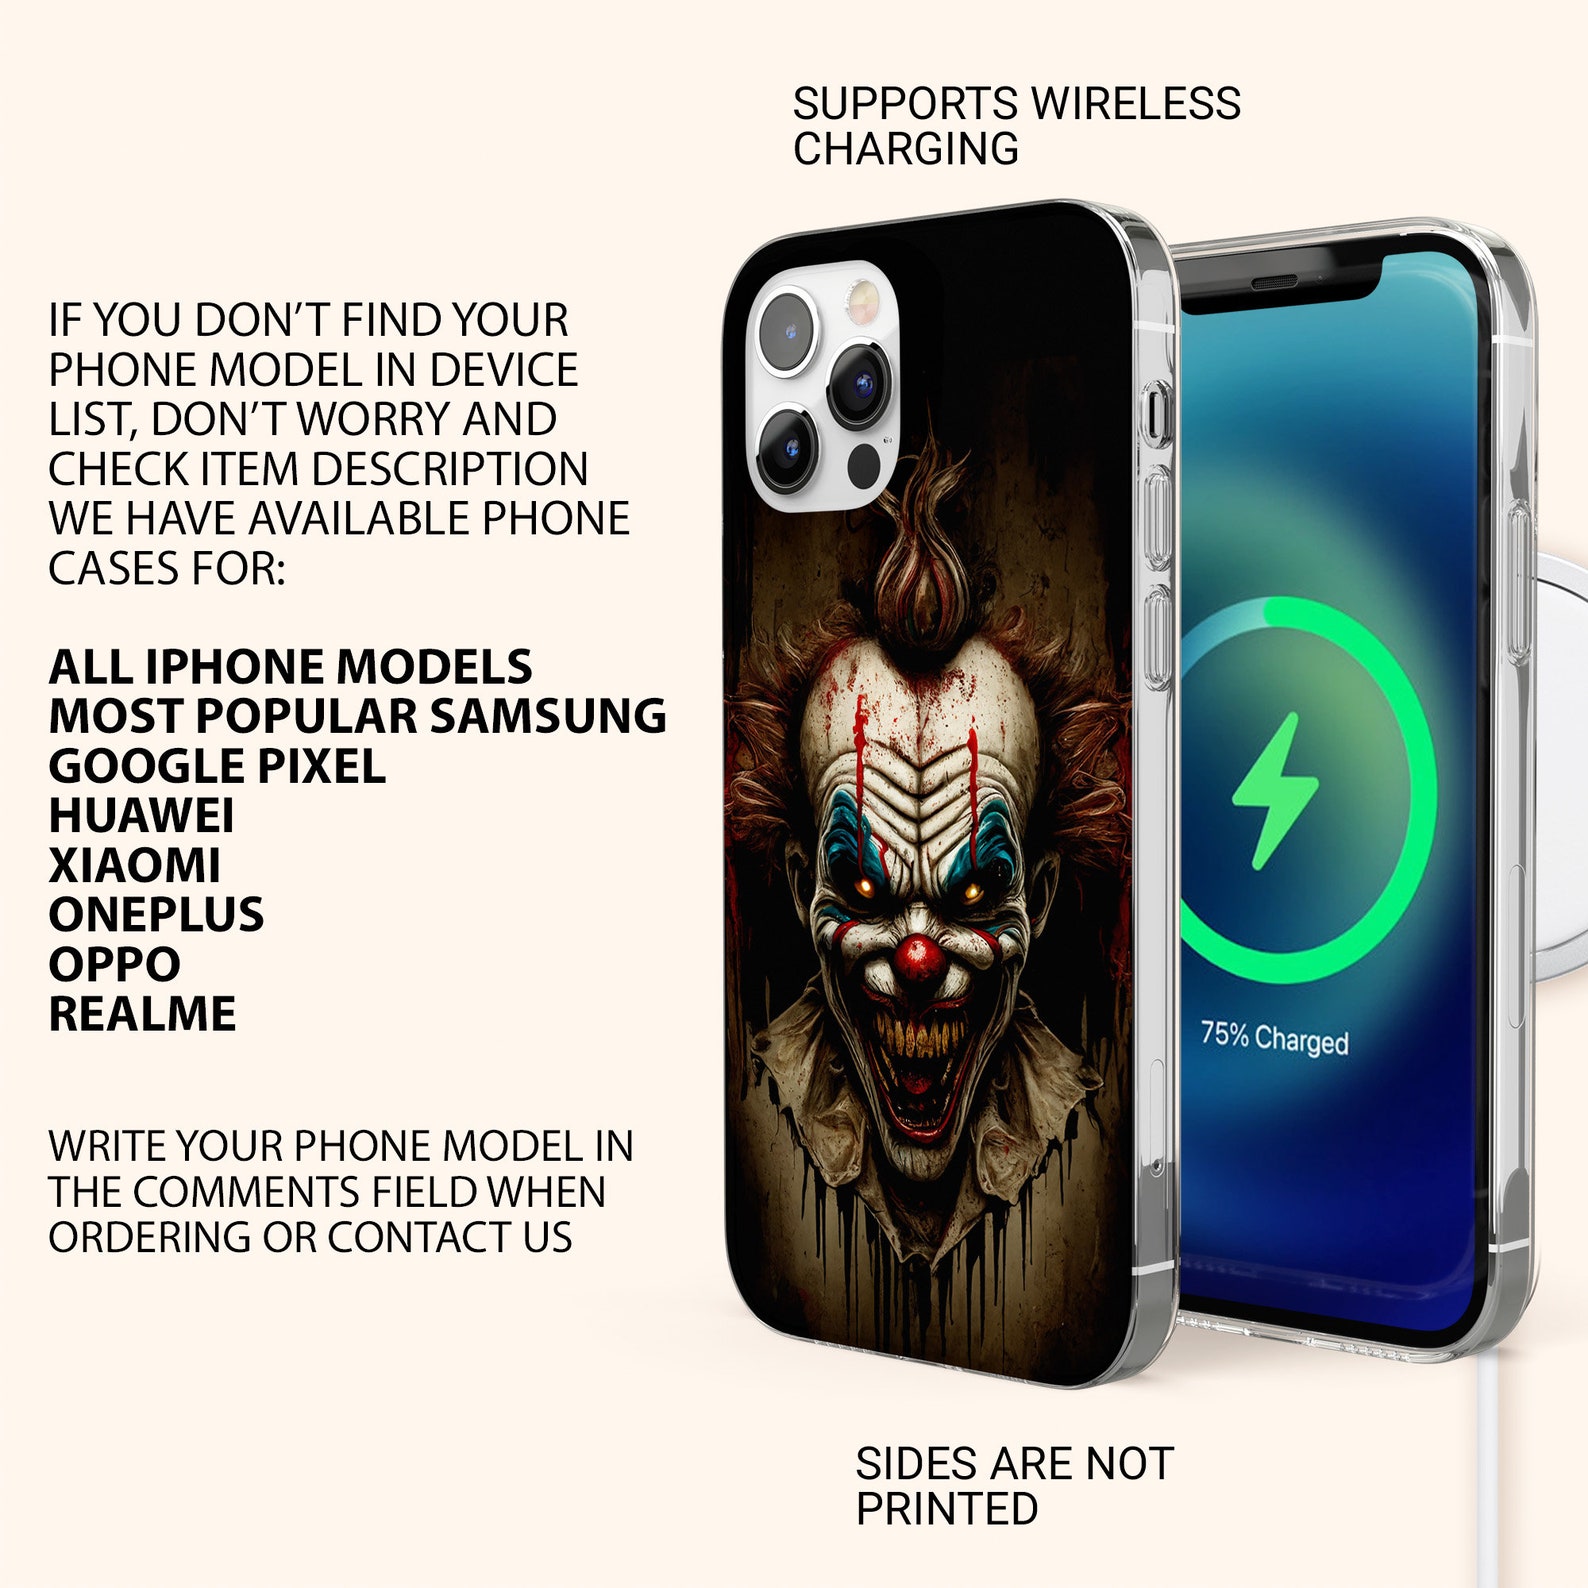 SUPPORTS WIRELESS
CHARGING
IF YOU DON’T FIND YOUR
PHONE MODEL IN DEVICE
LIST, DON’T WORRY AND
CHECK ITEM DESCRIPTION
WE HAVE AVAILABLE PHONE
CASES FOR:
ALL IPHONE MODELS
MOST POPULAR SAMSUNG
GOOGLE PIXEL
HUAWEI
XIAOMI
ONEPLUS
OPPO
REALME
WRITE YOUR PHONE MODEL IN
THE COMMENTS FIELD WHEN
ORDERING OR CONTACT US
75% Charged
SIDES ARE NOT
PRINTED